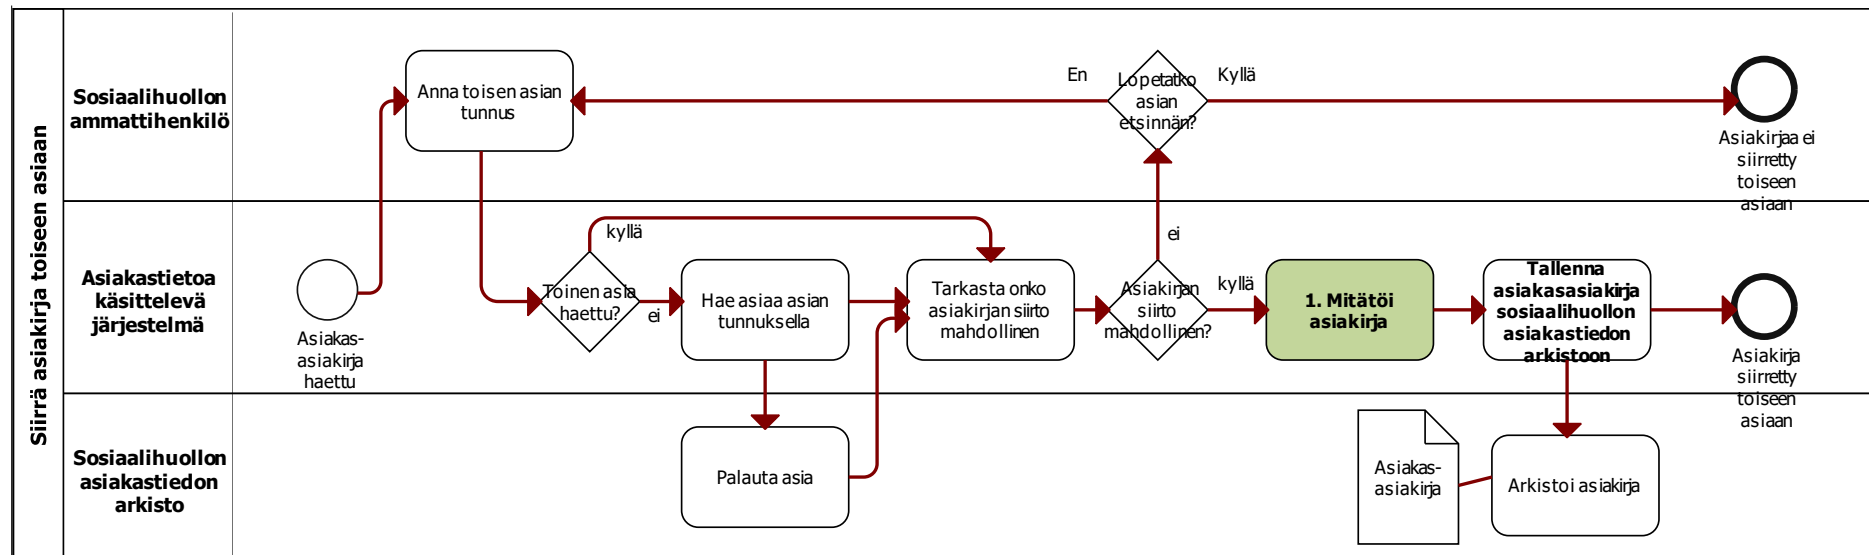 Siirrä asiakirja toiseen asiaan
Sosiaalihuollon
ammattihenkilö
Anna toisen asian
tunnus
En
Lopetatko
asian
etsinnän?
Kyllä
Asiakirjaa ei
siirretty
toiseen
asiaan
Asiakastietoa
käsittelevä
järjestelmä
Asiakas-
asiakirja
haettu
Toinen asia
haettu?
kyllä
ei
Hae asiaa asian
tunnuksella
Tarkasta onko
asiakirjan siirto
mahdollinen
Asiakirjan
siirto
mahdollinen?
ei
kyllä
1. Mitätöi
asiakirja
Tallenna
asiakasasiakirja
sosiaalihuollon
asiakastiedon
arkistoon
Asiakirja
siirretty
toiseen
asiaan
Sosiaalihuollon
asiakastiedon
arkisto
Palauta asia
Asiakas-
asiakirja
Arkistoi asiakirja